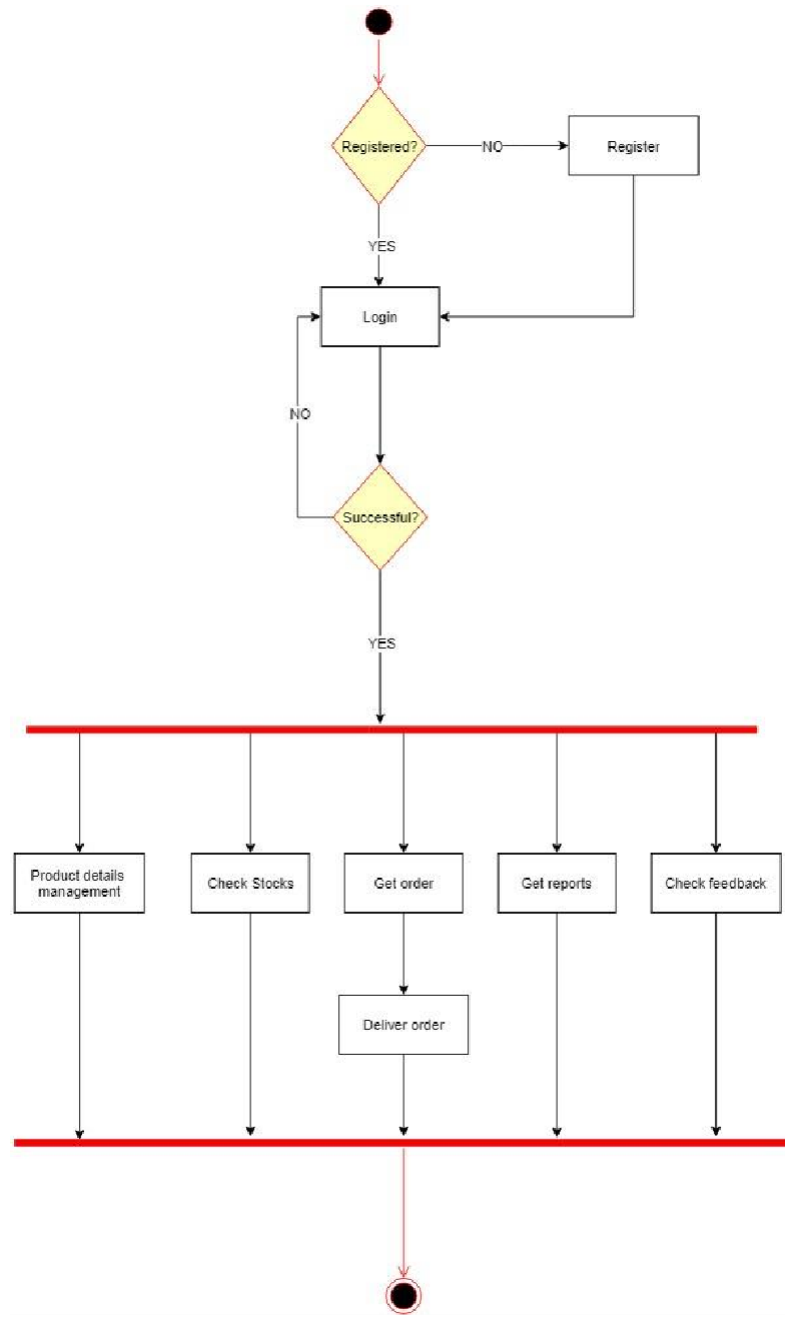 Registered?
NO
Register
YES
Login
NO
Successful?
YES
Product details
management
Check Stocks
Get order
Get reports
Check feedback
Deliver order